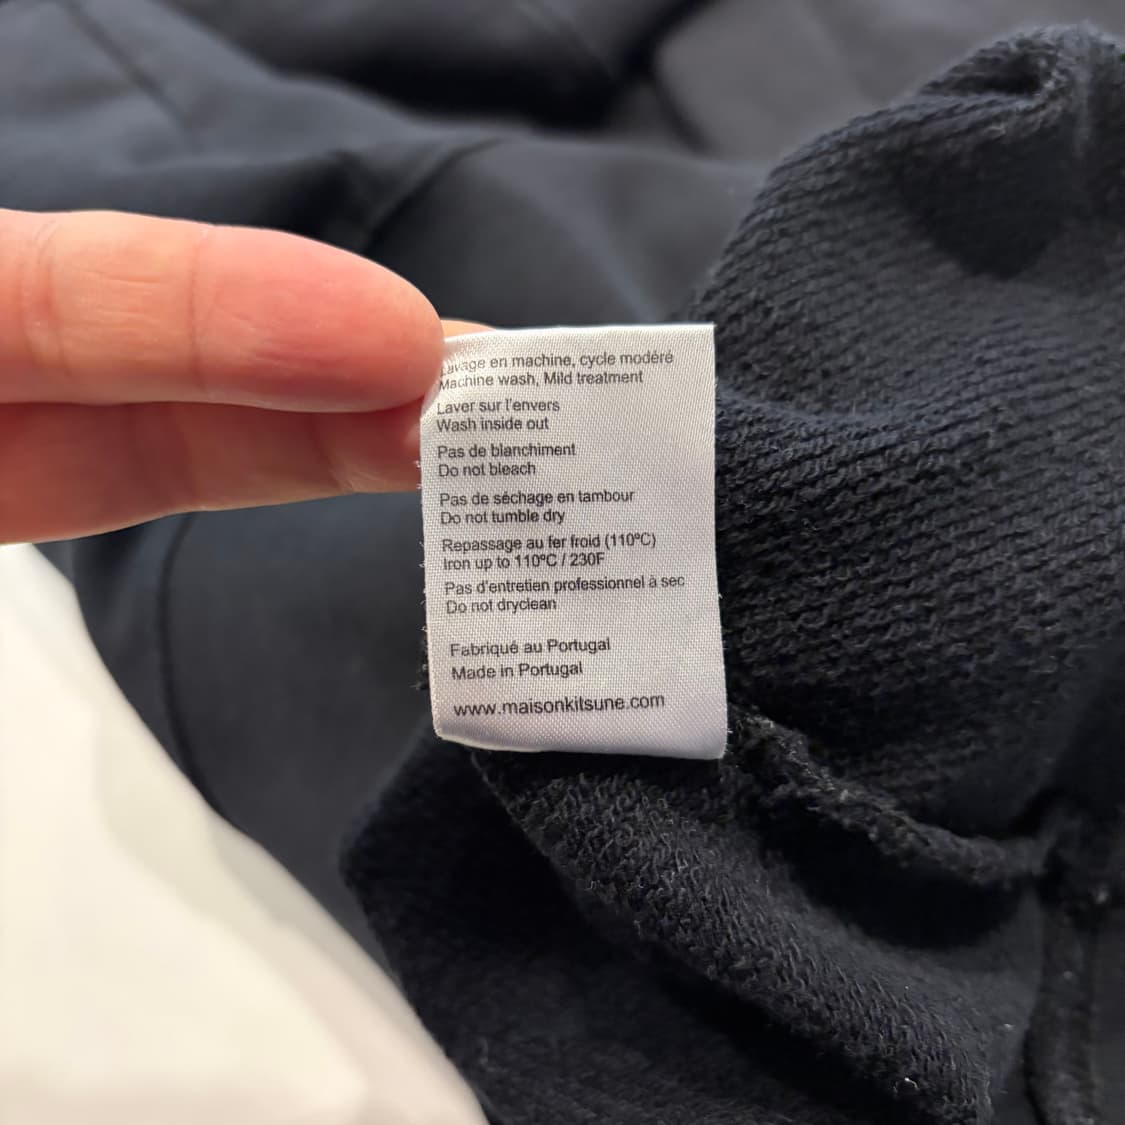 Lavage en machine, cycle modéré
Machine wash, Mild treatment
Laver sur l'envers
Wash inside out
Pas de blanchiment
Do not bleach
Pas de séchage en tambour
Do not tumble dry
Repassage au fer froid (110ºC)
Iron up to 110ºC / 230F
Pas d'entretien professionnel à sec
Do not dryclean
Fabriqué au Portugal
Made in Portugal
www.maisonkitsune.com